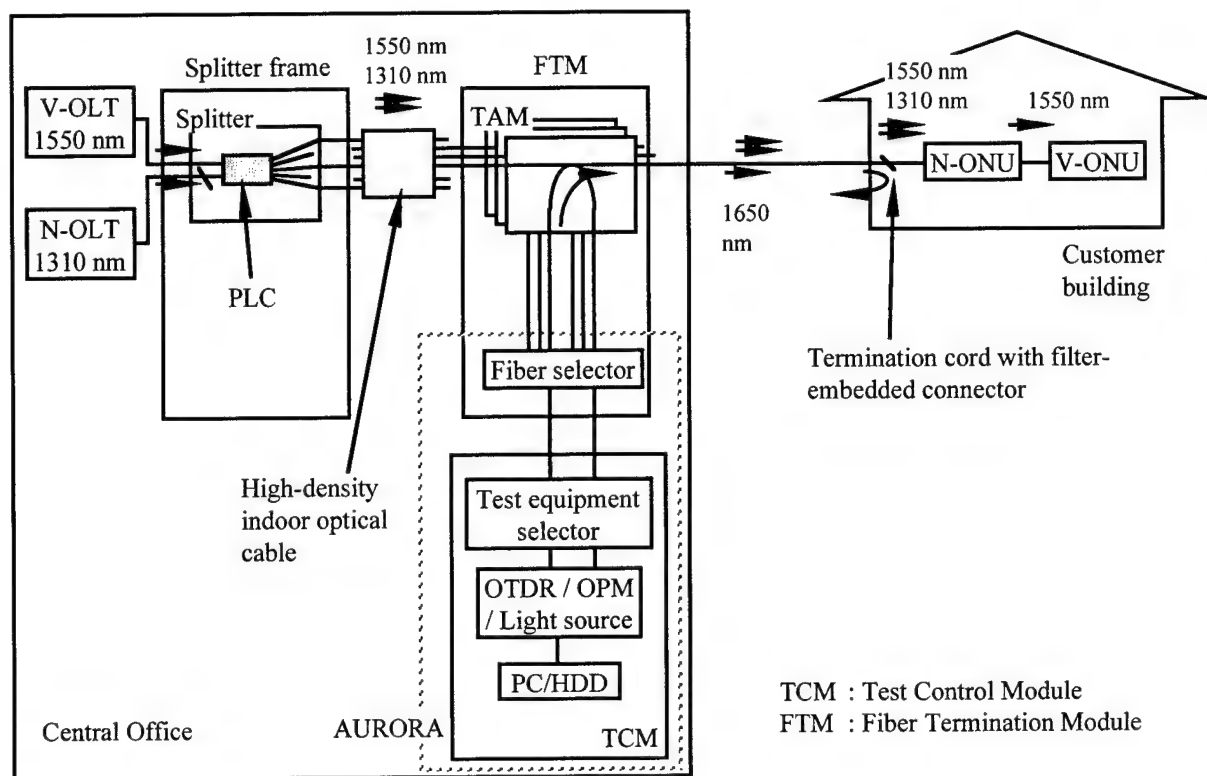 V-OLT
1550 nm
N-OLT
1310 nm
Splitter frame
Splitter
PLC
1550 nm
1310 nm
FTM
TAM
Fiber selector
High-density
indoor optical
cable
Test equipment
selector
OTDR / OPM
/ Light source
PC/HDD
AURORA
TCM
Central Office
1650
nm
1550 nm
1310 nm
1550 nm
N-ONU
V-ONU
Customer
building
Termination cord with filter-
embedded connector
TCM : Test Control Module
FTM : Fiber Termination Module